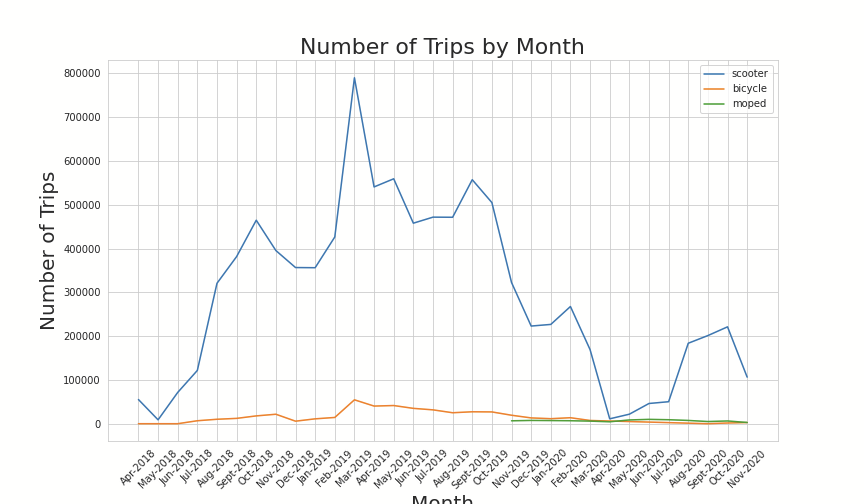 Number of Trips by Month
scooter
bicycle
moped
Number of Trips
800000
700000
600000
500000
400000
300000
200000
100000
0
Apr-2018
May-2018
Jun-2018
Jul-2018
Aug-2018
Sept-2018
Oct-2018
Nov-2018
Dec-2018
Jan-2019
Feb-2019
Mar-2019
Apr-2019
May-2019
Jun-2019
Jul-2019
Aug-2019
Sept-2019
Oct-2019
Nov-2019
Dec-2019
Jan-2020
Feb-2020
Mar-2020
Apr-2020
May-2020
Jun-2020
Jul-2020
Aug-2020
Sept-2020
Oct-2020
Nov-2020
Month